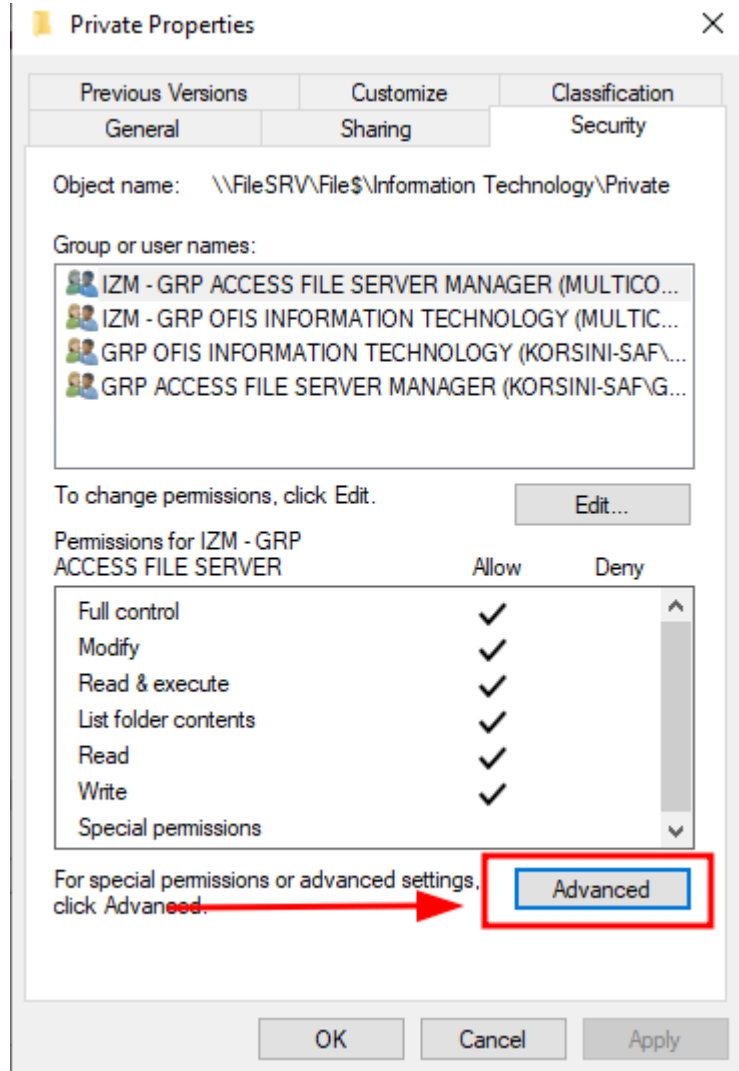 Private Properties
Previous Versions Customize Classification
General Sharing Security
Object name: \\FileSRV\File$\Information Technology\Private
Group or user names:
IZM - GRP ACCESS FILE SERVER MANAGER (MULTICO...
IZM - GRP OFIS INFORMATION TECHNOLOGY (MULTIC...
GRP OFIS INFORMATION TECHNOLOGY (KORSINI-SAF\...
GRP ACCESS FILE SERVER MANAGER (KORSINI-SAF\G...
To change permissions, click Edit.
Edit...
Permissions for IZM - GRP
ACCESS FILE SERVER Allow Deny
Full control
Modify
Read & execute
List folder contents
Read
Write
Special permissions
For special permissions or advanced settings,
click Advanced.
Advanced
OK Cancel Apply